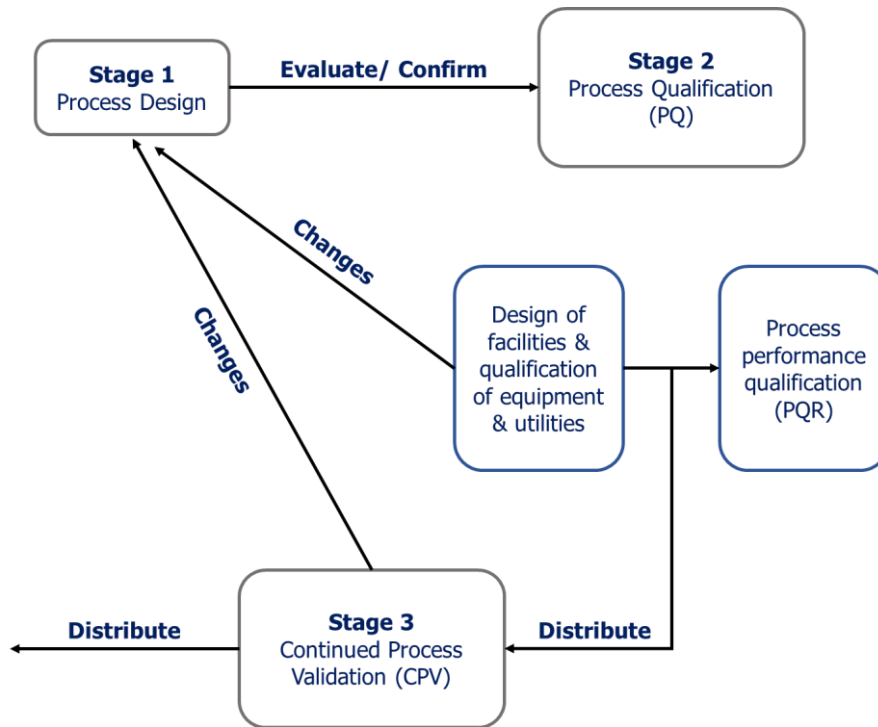 Stage 1
Process Design
Evaluate/ Confirm
Stage 2
Process Qualification
(PQ)
Changes
Changes
Design of
facilities &
qualification
of equipment
& utilities
Process
performance
qualification
(PQR)
Distribute
Stage 3
Continued Process
Validation (CPV)
Distribute